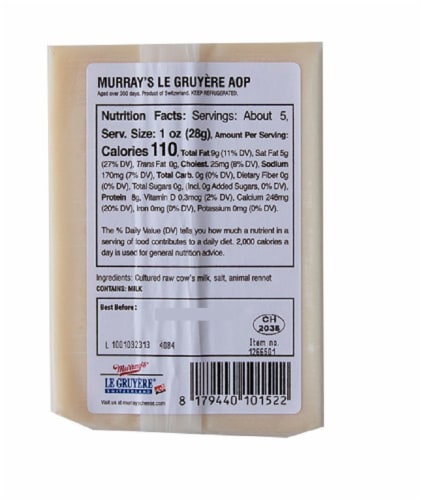 MURRAY'S LE GRUYÈRE AOP
Aged over 300 days. Product of Switzerland. KEEP REFRIGERATED.
Nutrition Facts: Servings: About 5,
Serv. Size: 1 oz (28g), Amount Per Serving:
Calories 110, Total Fat 9g (11% DV), Sat Fat 5g
(27% DV), Trans Fat 0g, Cholest. 25mg (8% DV), Sodium
170mg (7% DV), Total Carb. 0g (0% DV), Dietary Fiber 0g
(0% DV), Total Sugars 0g, (Incl. 0g Added Sugars, 0% DV),
Protein 8g, Vitamin D 0.3mcg (2% DV), Calcium 246mg
(20% DV), Iron 0mg (0% DV), Potassium 0mg (0% DV).
The % Daily Value (DV) tells you how much a nutrient in a
serving of food contributes to a daily diet. 2,000 calories a
day is used for general nutrition advice.
Ingredients: Cultured raw cow's milk, salt, animal rennet
CONTAINS: MILK
Best Before:
CH
2038
L 1001032313 4084
Item no.
1266501
Murray's
LE GRUYÈRE
SWITZERLAND
Visit us at murrayscheese.com
8 179440 101522